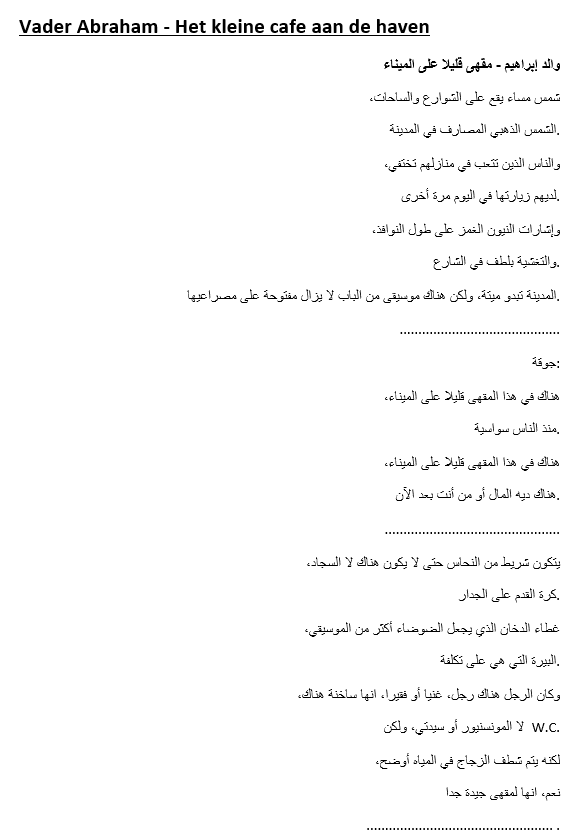 Vader Abraham - Het kleine cafe aan de haven
والد إبراهيم - مقهى قليلا على الميناء
شمس مساء يقع على الشوارع والساحات،
.الشمس الذهبي المصارف في المدينة
والناس الذين تتعب في منازلهم تختفي،
.لديهم زيارتها في اليوم مرة أخرى
وإشارات النيون الغمز على طول النوافذ،
.والتغشية بلطف في الشارع
.المدينة تبدو ميتة، ولكن هناك موسيقى من الباب لا يزال مفتوحة على مصراعيها
...........................................
:جوقة
هناك في هذا المقهى قليلا على الميناء،
.منذ الناس سواسية
هناك في هذا المقهى قليلا على الميناء،
.هناك ديه المال أو من أنت بعد الآن
...............................................
يتكون شريط من النحاس حتى لا يكون هناك لا السجاد،
.كرة القدم على الجدار
غطاء الدخان الذي يجعل الضوضاء أكثر من الموسيقي،
.البيرة التي هي على تكلفة
وكان الرجل هناك رجل، غنيا أو فقيرا، انها ساخنة هناك،
.W.C لا المونسنيور أو سيدتي، ولكن
لكنه يتم شطف الزجاج في المياه أوضح،
نعم، انها لمقهى جيدة جدا
. ..................................................